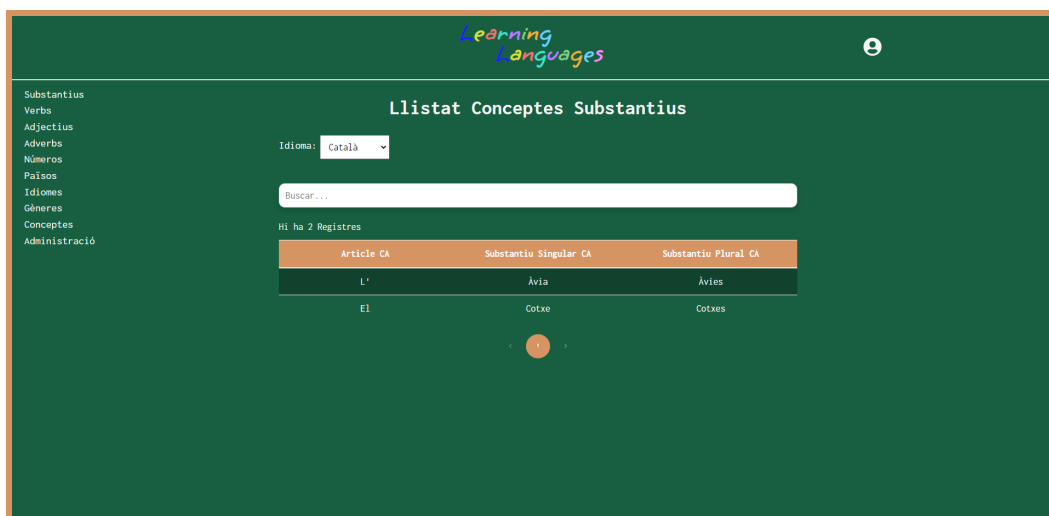 Learning
Languages
Substantius
Verbs
Adjectius
Adverbs
Números
Països
Idiomes
Gèneres
Conceptes
Administració
Llistat Conceptes Substantius
Idioma: Català
Buscar...
Hi ha 2 Registres
Article CA Substantiu Singular CA Substantiu Plural CA
L' Àvia Àvies
El Cotxe Cotxes
‹ 1 ›